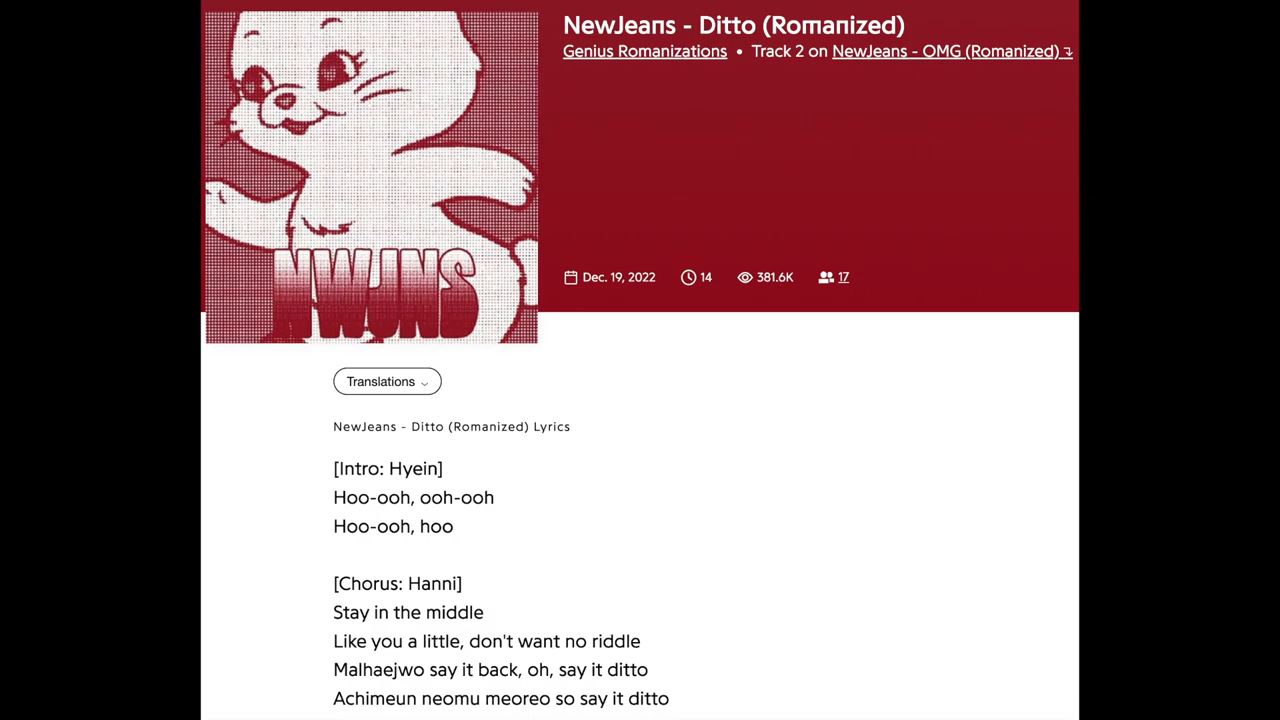 NewJeans - Ditto (Romanized)
Genius Romanizations • Track 2 on NewJeans - OMG (Romanized)
NWJNS
Dec. 19, 2022 14 381.6K 17
Translations
NewJeans - Ditto (Romanized) Lyrics
[Intro: Hyein]
Hoo-ooh, ooh-ooh
Hoo-ooh, hoo
[Chorus: Hanni]
Stay in the middle
Like you a little, don't want no riddle
Malhaejwo say it back, oh, say it ditto
Achimeun neomu meoreo so say it ditto